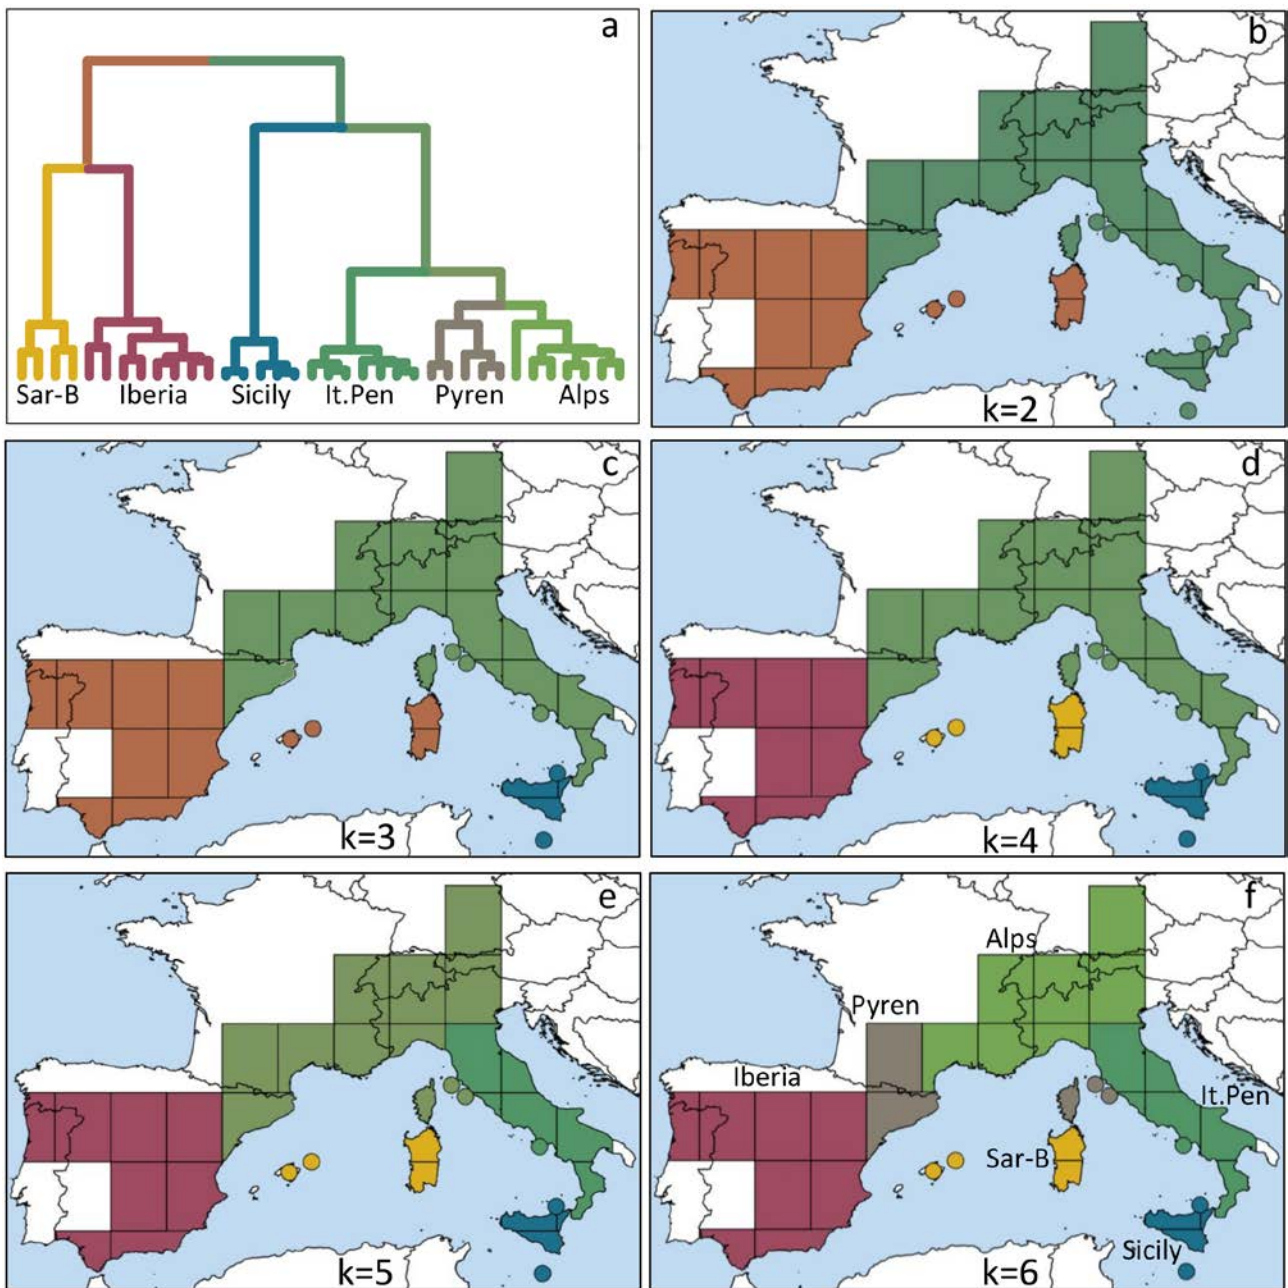 a
Sar-B Iberia Sicily It.Pen Pyren Alps
b
k=2
c
k=3
d
k=4
e
k=5
f
Alps
Pyren
Iberia
It.Pen
Sar-B
Sicily
k=6